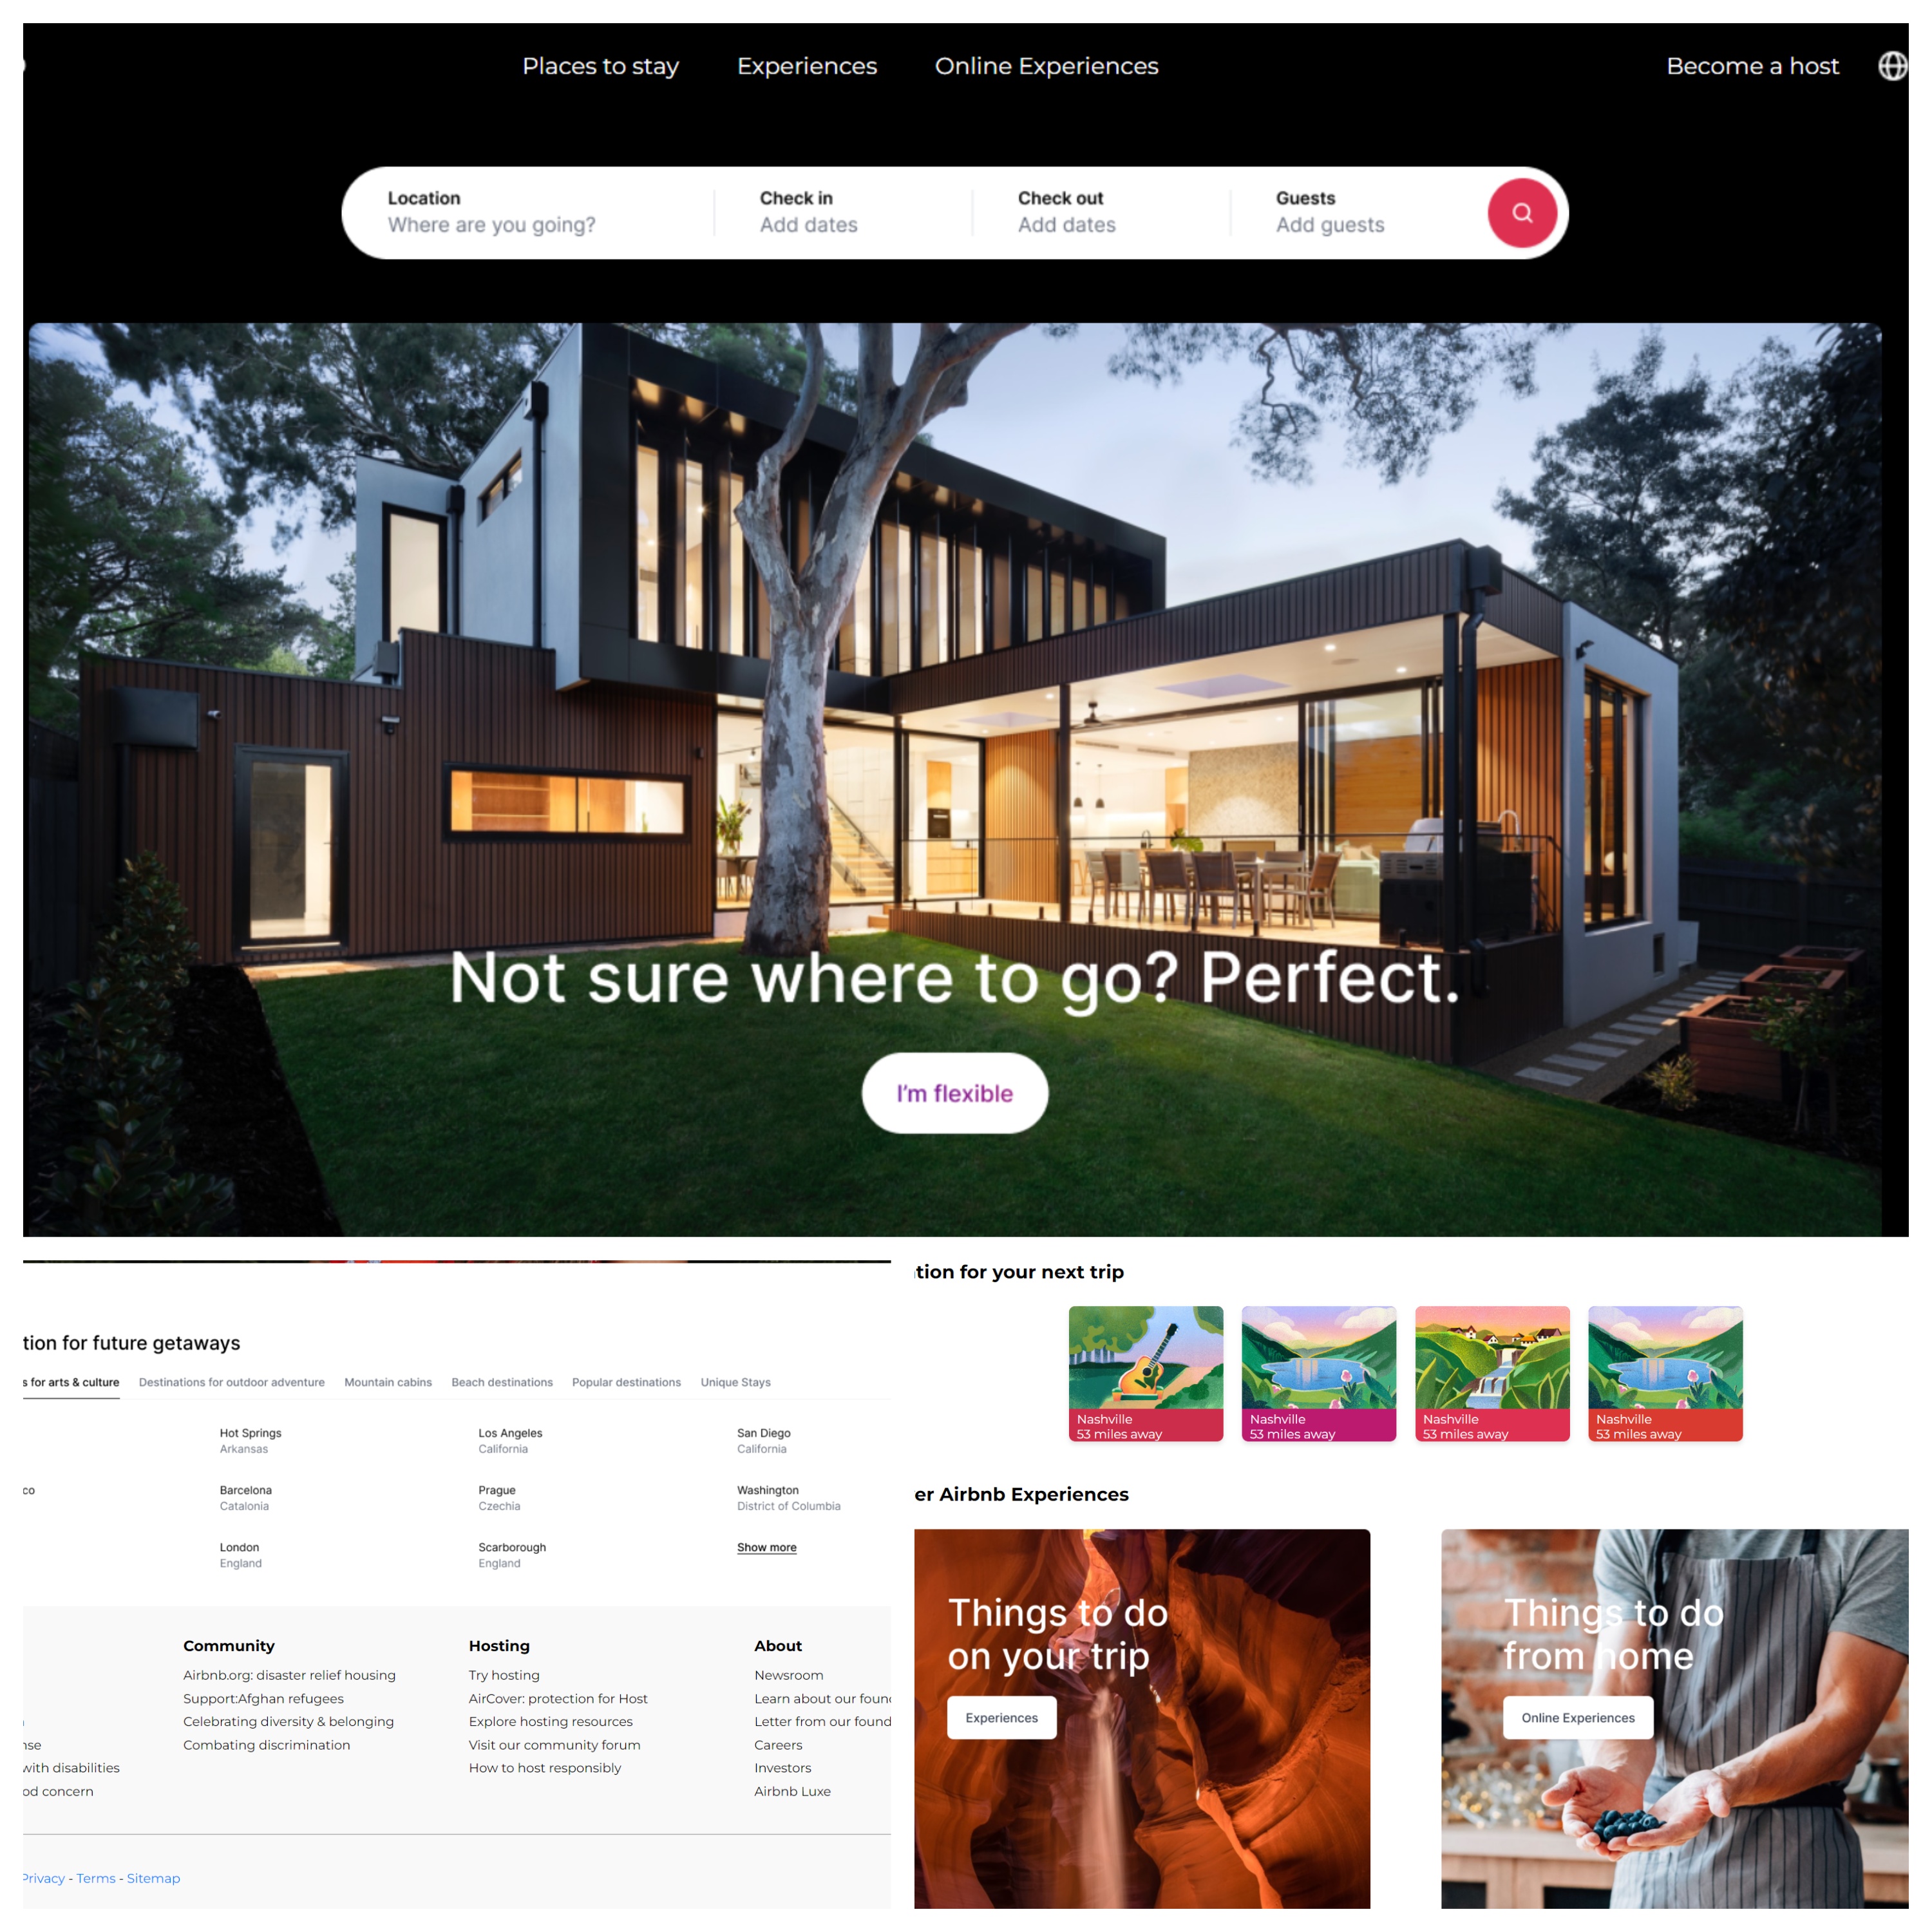 Places to stay
Experiences
Online Experiences
Become a host
Location
Where are you going?
Check in
Add dates
Check out
Add dates
Guests
Add guests
Not sure where to go? Perfect.
I'm flexible
tion for future getaways
s for arts & culture
Destinations for outdoor adventure
Mountain cabins
Beach destinations
Popular destinations
Unique Stays
Hot Springs
Arkansas
Los Angeles
California
San Diego
California
co
Barcelona
Catalonia
Prague
Czechia
Washington
District of Columbia
London
England
Scarborough
England
Show more
nse
with disabilities
od concern
Community
Airbnb.org: disaster relief housing
Support:Afghan refugees
Celebrating diversity & belonging
Combating discrimination
Hosting
Try hosting
AirCover: protection for Host
Explore hosting resources
Visit our community forum
How to host responsibly
About
Newsroom
Learn about our foun
Letter from our found
Careers
Investors
Airbnb Luxe
Privacy - Terms - Sitemap
tion for your next trip
Nashville
53 miles away
Nashville
53 miles away
Nashville
53 miles away
Nashville
53 miles away
er Airbnb Experiences
Things to do
on your trip
Experiences
Things to do
from home
Online Experiences